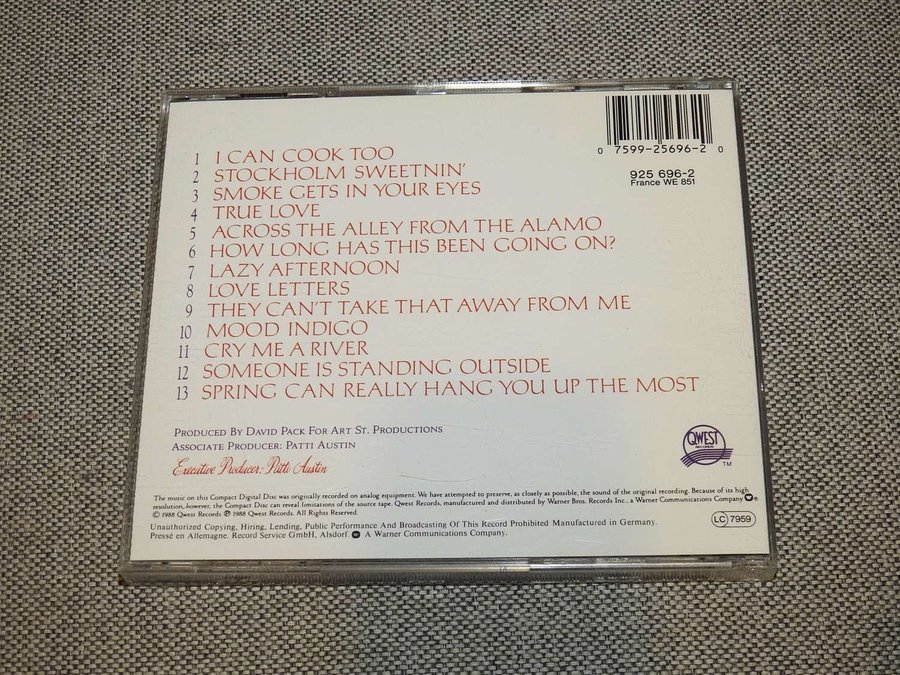 0 7599-25696-2 0
925 696-2
France WE 851
1 I CAN COOK TOO
2 STOCKHOLM SWEETNIN'
3 SMOKE GETS IN YOUR EYES
4 TRUE LOVE
5 ACROSS THE ALLEY FROM THE ALAMO
6 HOW LONG HAS THIS BEEN GOING ON?
7 LAZY AFTERNOON
8 LOVE LETTERS
9 THEY CAN'T TAKE THAT AWAY FROM ME
10 MOOD INDIGO
11 CRY ME A RIVER
12 SOMEONE IS STANDING OUTSIDE
13 SPRING CAN REALLY HANG YOU UP THE MOST
PRODUCED BY DAVID PACK FOR ART ST. PRODUCTIONS
ASSOCIATE PRODUCER: PATTI AUSTIN
Executive Producer: Patti Austin
QWEST
RECORDS
TM
The music on this Compact Digital Disc was originally recorded on analog equipment. We have attempted to preserve, as closely as possible, the sound of the original recording. Because of its high
resolution, however, the Compact Disc can reveal limitations of the source tape. Qwest Records, manufactured and distributed by Warner Bros. Records Inc., a Warner Communications Company ®.
© 1988 Qwest Records ℗ 1988 Qwest Records. All Rights Reserved.
Unauthorized Copying, Hiring, Lending, Public Performance And Broadcasting Of This Record Prohibited Manufactured in Germany.
Pressé en Allemagne. Record Service GmbH, Alsdorf. A Warner Communications Company.
LC 7959